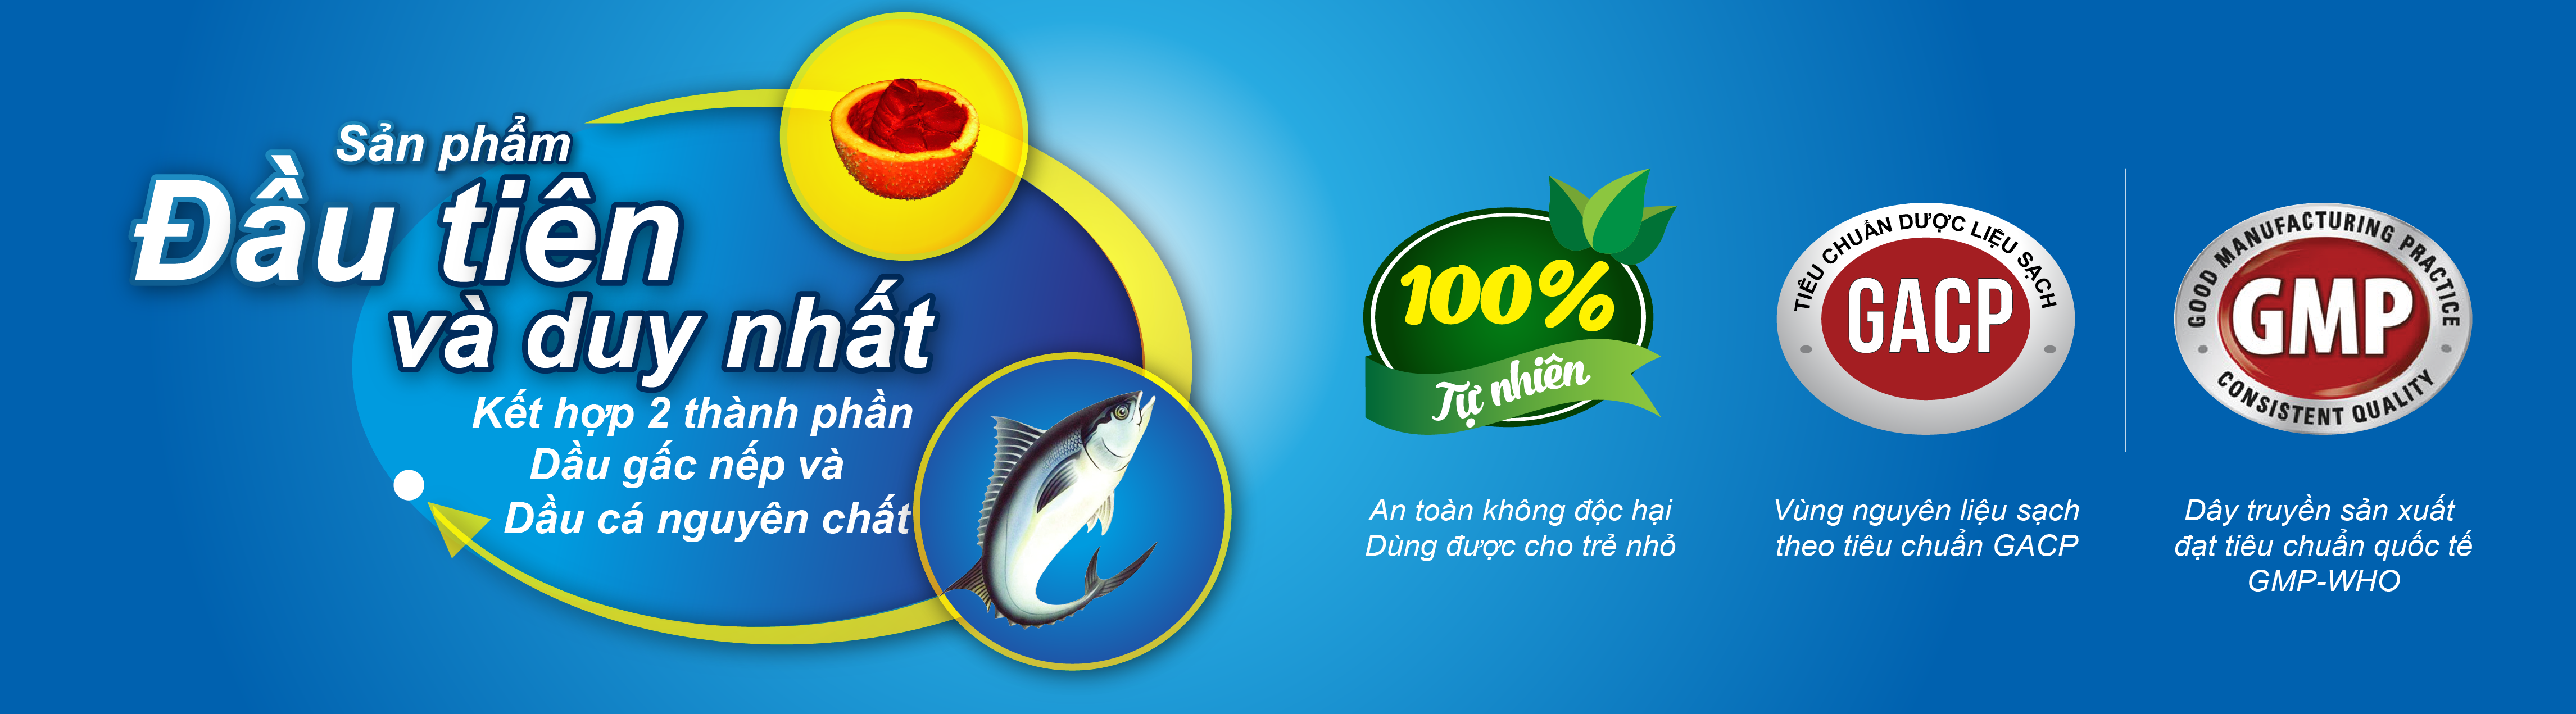 Sản phẩm
Đầu tiên
và duy nhất
Kết hợp 2 thành phần
Dầu gấc nếp và
Dầu cá nguyên chất
100%
Tự nhiên
An toàn không độc hại
Dùng được cho trẻ nhỏ
TIÊU CHUẨN DƯỢC LIỆU SẠCH
GACP
Vùng nguyên liệu sạch
theo tiêu chuẩn GACP
GOOD MANUFACTURING PRACTICE
GMP
CONSISTENT QUALITY
Dây truyền sản xuất
đạt tiêu chuẩn quốc tế
GMP-WHO